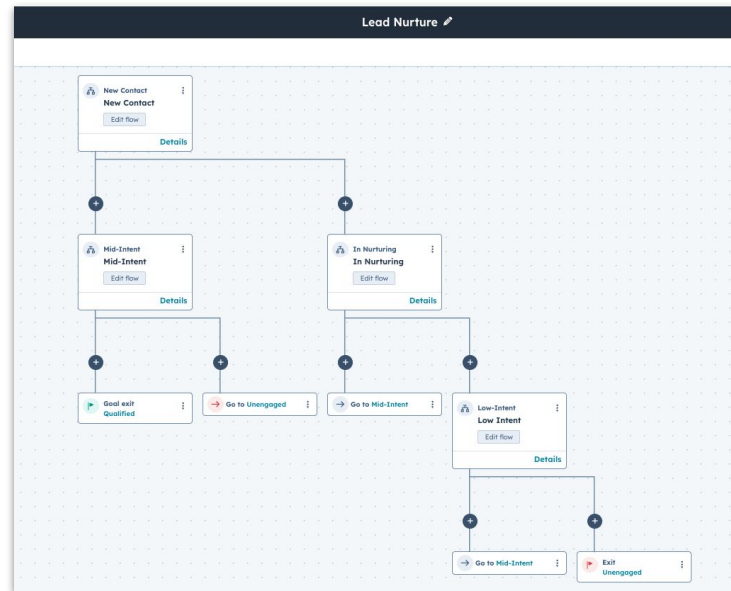 Lead Nurture
New Contact
New Contact
Edit flow
Details
Mid-Intent
Mid-Intent
Edit flow
Details
In Nurturing
In Nurturing
Edit flow
Details
Goal exit
Qualified
Go to Unengaged
Go to Mid-Intent
Low-Intent
Low Intent
Edit flow
Details
Go to Mid-Intent
Exit
Unengaged